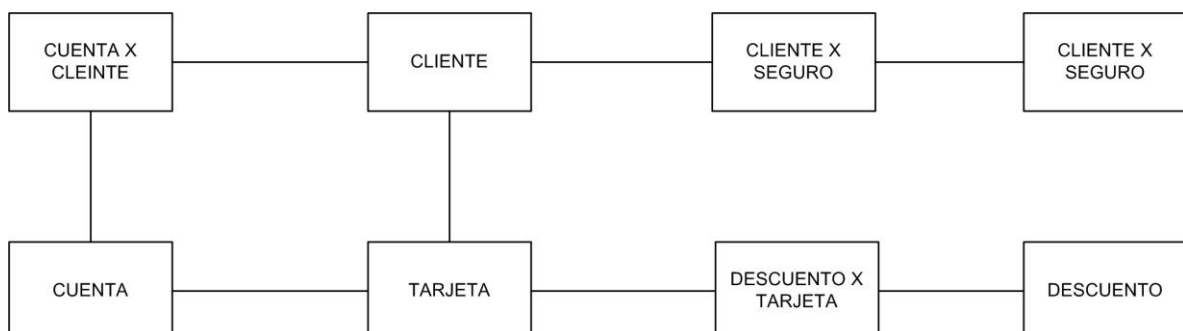 CUENTA X
CLEINTE
CLIENTE
CLIENTE X
SEGURO
CLIENTE X
SEGURO
CUENTA
TARJETA
DESCUENTO X
TARJETA
DESCUENTO